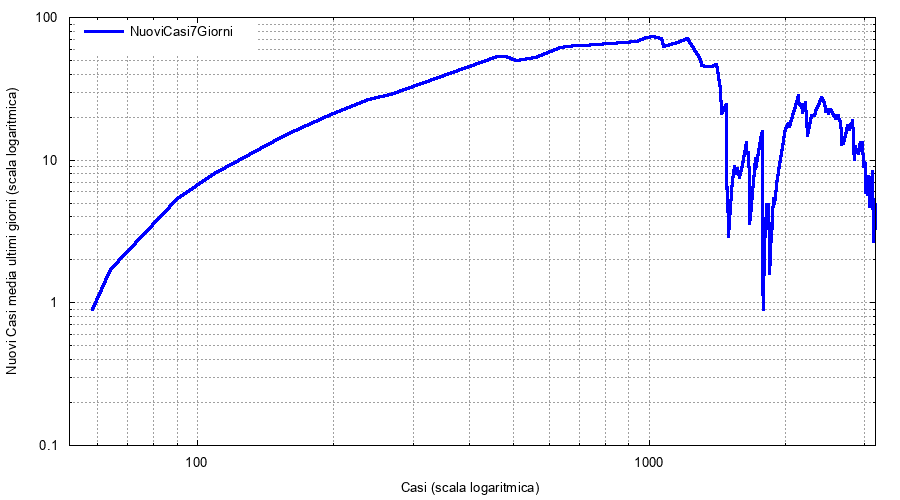 100
NuoviCasi7Giorni
10
1
0.1
Nuovi Casi media ultimi giorni (scala logaritmica)
100
1000
Casi (scala logaritmica)